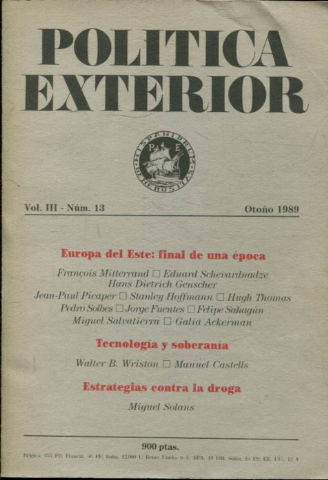 POLITICA
EXTERIOR
P E
Vol. III - Núm. 13 Otoño 1989
Europa del Este: final de una época
François Mitterrand □ Eduard Schevardnadze
Hans Dietrich Genscher
Jean-Paul Picaper □ Stanley Hoffmann □ Hugh Thomas
Pedro Solbes □ Jorge Fuentes □ Felipe Sahagún
Miguel Salvatierra □ Galia Ackerman
Tecnología y soberanía
Walter B. Wriston □ Manuel Castells
Estrategias contra la droga
Miguel Solans
900 ptas.